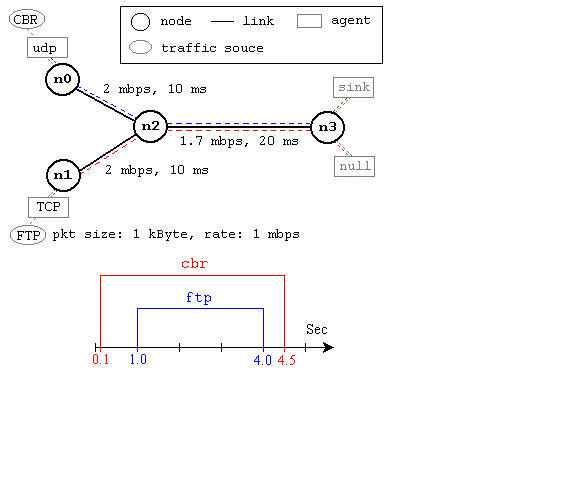 CBR
node
link
agent
udp
traffic souce
n0
2 mbps, 10 ms
sink
n2
n3
1.7 mbps, 20 ms
n1
2 mbps, 10 ms
null
TCP
FTP
pkt size: 1 kByte, rate: 1 mbps
cbr
ftp
Sec
0.1
1.0
4.0
4.5